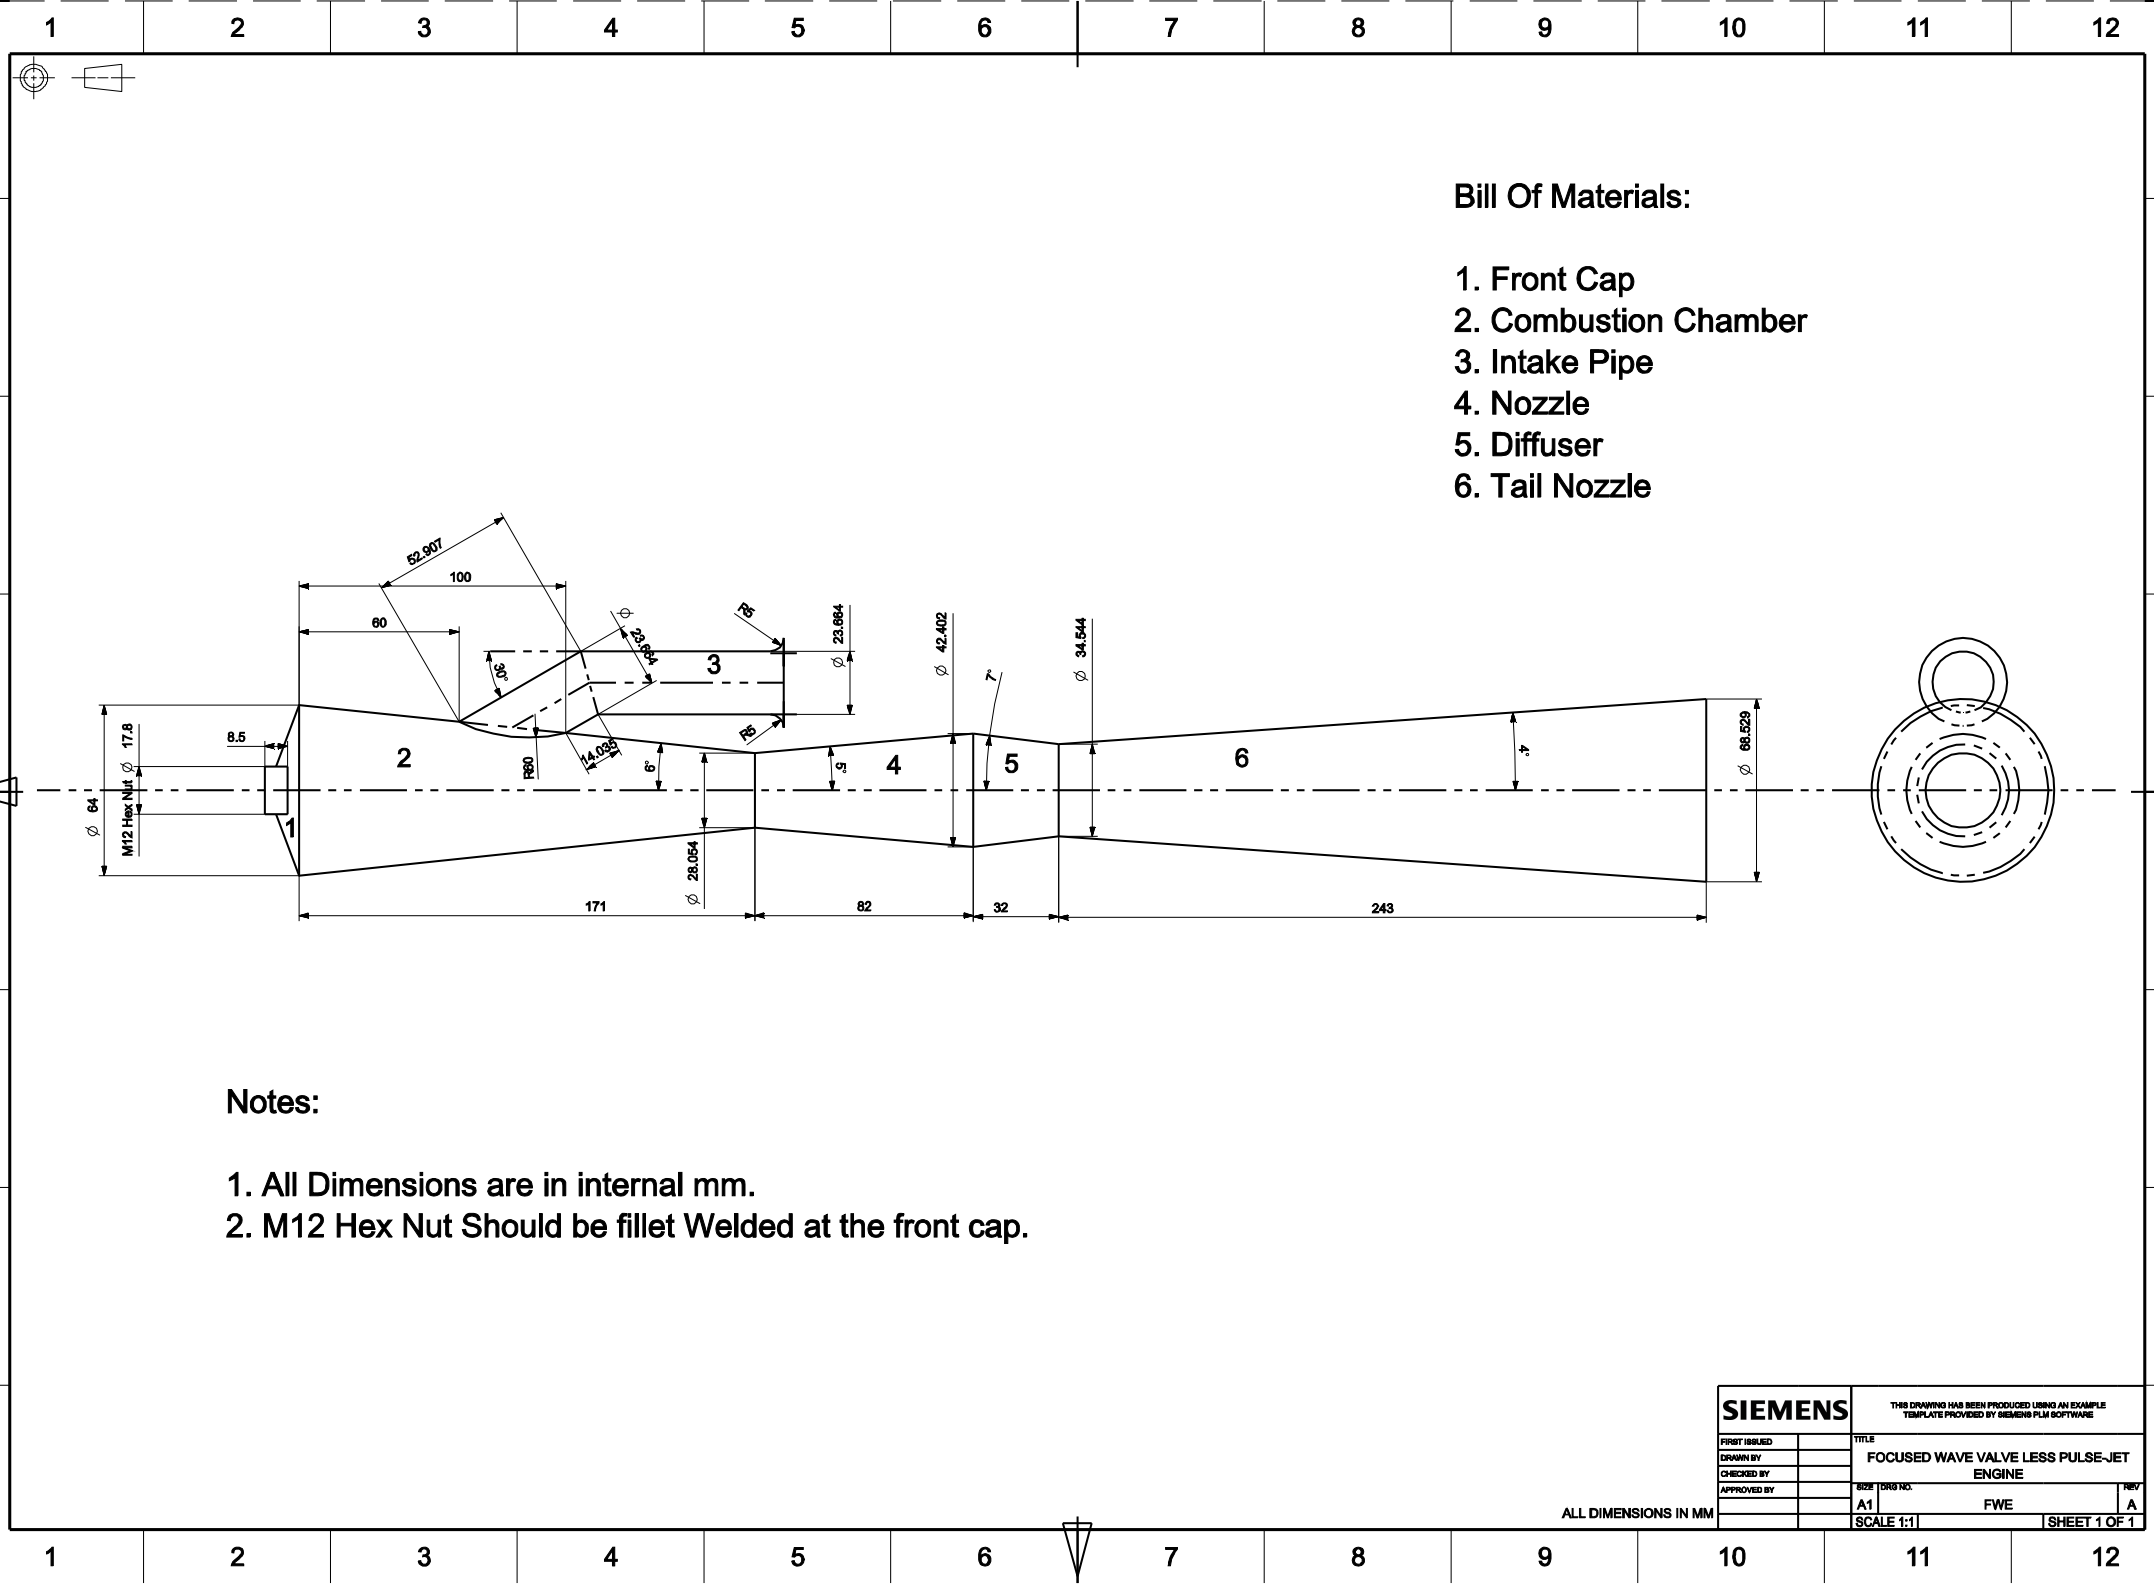 1 2 3 4 5 6 7 8 9 10 11 12
Bill Of Materials:
1. Front Cap
2. Combustion Chamber
3. Intake Pipe
4. Nozzle
5. Diffuser
6. Tail Nozzle
52.907
100
60
30°
Ø 23.664
3
R5
R5
Ø 23.664
Ø 42.402
7°
Ø 34.544
8.5
Ø 64
M12 Hex Nut Ø 17.8
1
2
R60
14.035
6°
Ø 28.054
5°
4
5
6
4°
Ø 68.529
171
82
32
243
Notes:
1. All Dimensions are in internal mm.
2. M12 Hex Nut Should be fillet Welded at the front cap.
SIEMENS
THIS DRAWING HAS BEEN PRODUCED USING AN EXAMPLE
TEMPLATE PROVIDED BY SIEMENS PLM SOFTWARE
FIRST ISSUED
DRAWN BY
CHECKED BY
APPROVED BY
TITLE
FOCUSED WAVE VALVE LESS PULSE-JET
ENGINE
SIZE DRG NO. REV
A1 FWE A
ALL DIMENSIONS IN MM
SCALE 1:1 SHEET 1 OF 1
1 2 3 4 5 6 7 8 9 10 11 12